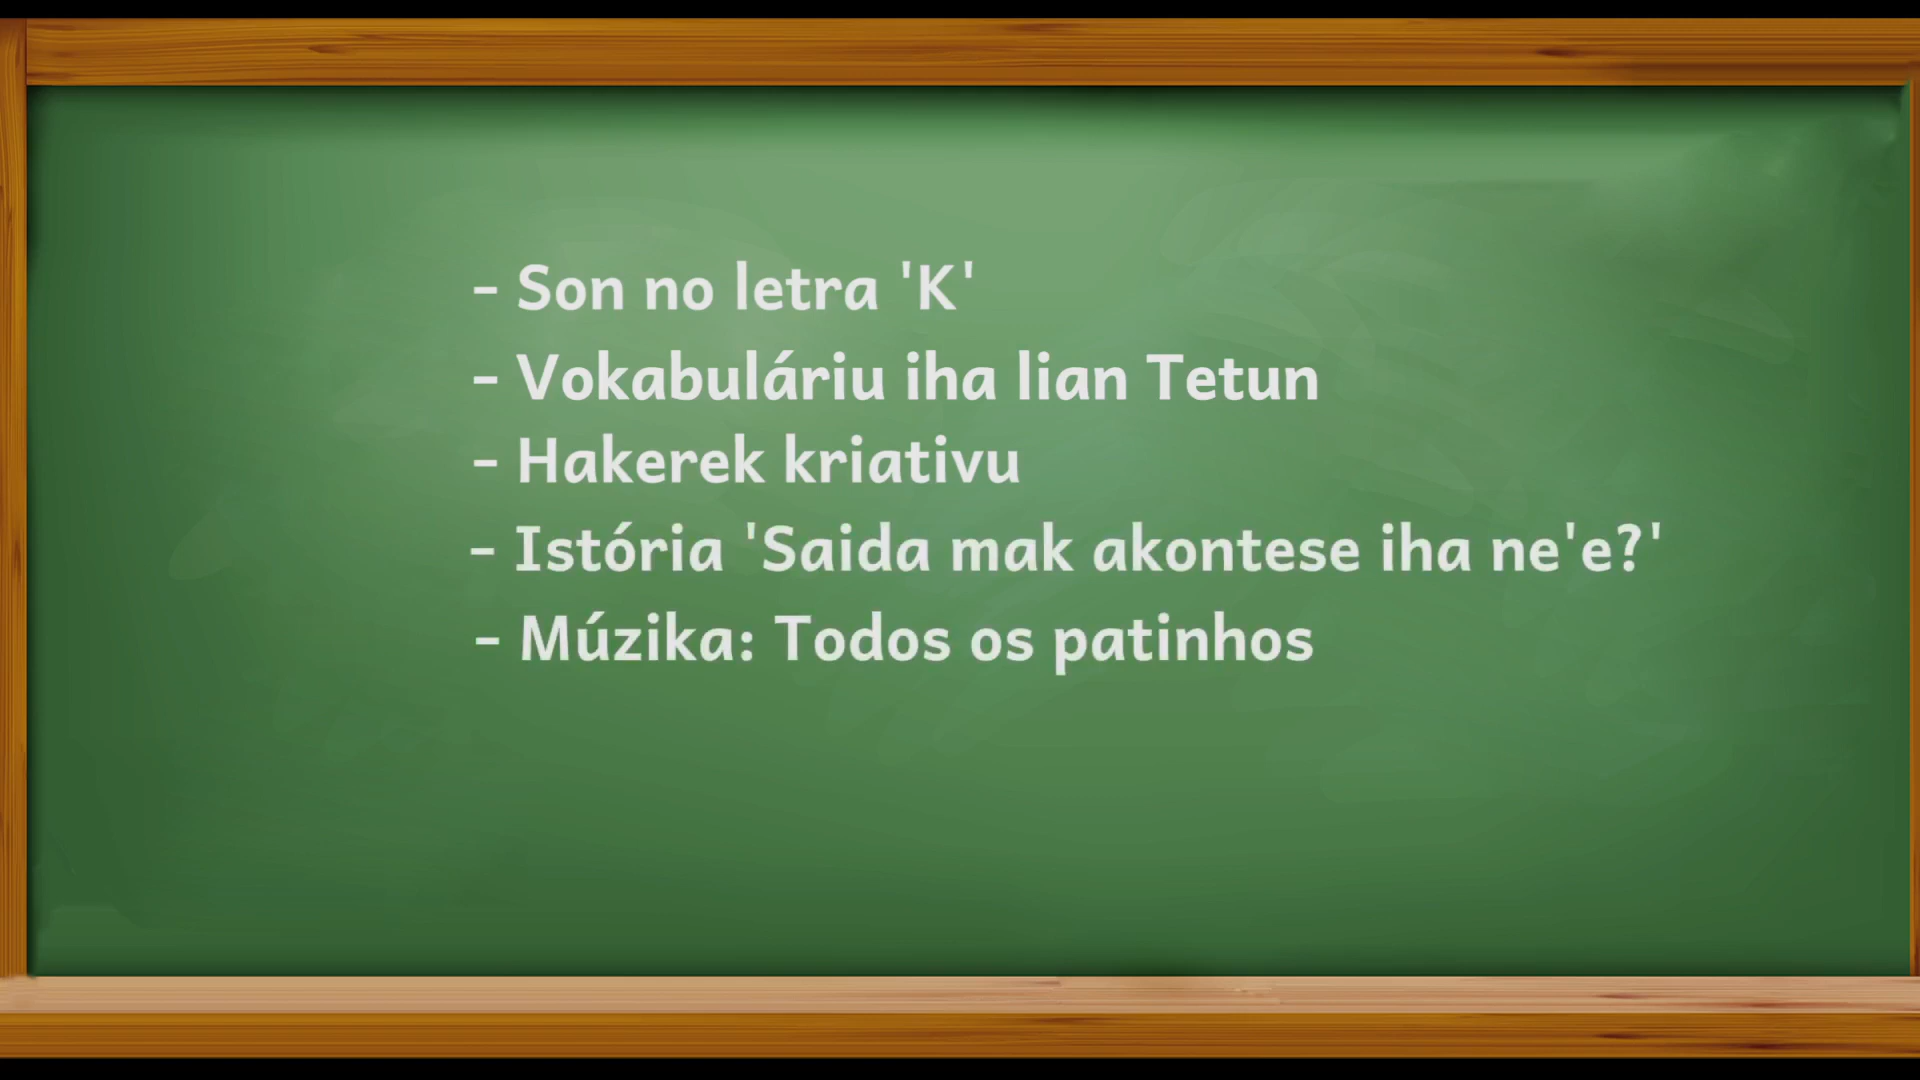 - Son no letra 'K'
- Vokabuláriu iha lian Tetun
- Hakerek kriativu
- Istória 'Saida mak akontese iha ne'e?'
- Múzika: Todos os patinhos